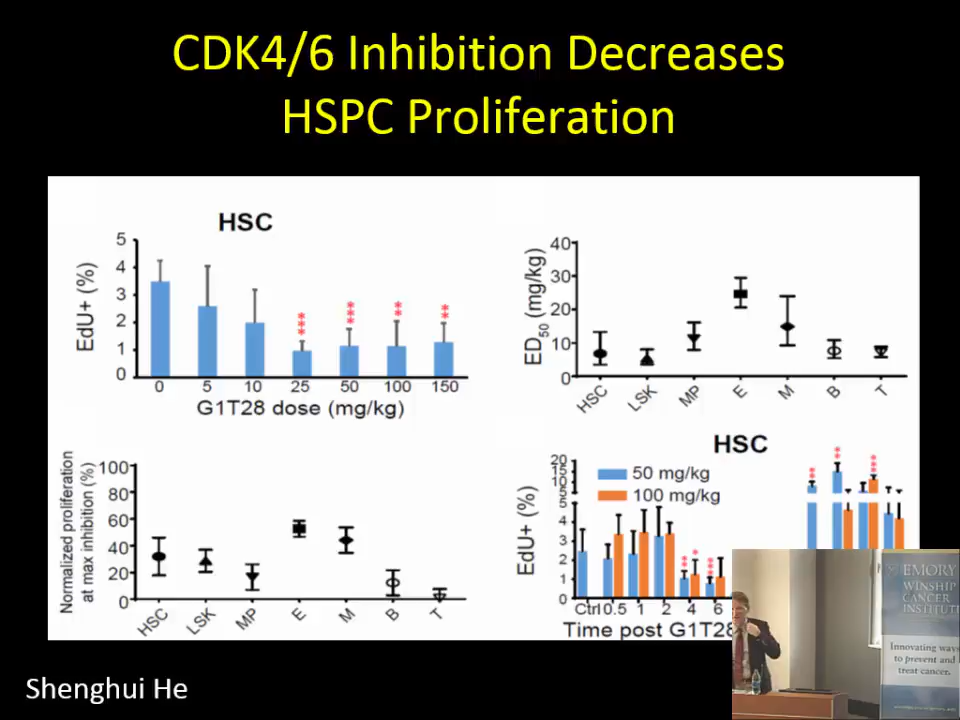 CDK4/6 Inhibition Decreases
HSPC Proliferation
HSC
EdU+ (%)
5
4
3
2
1
0
*** *** ** **
0 5 10 25 50 100 150
G1T28 dose (mg/kg)
ED50 (mg/kg)
40
30
20
10
0
HSC LSK MP E M B T
Normalized proliferation
at max inhibition (%)
100
80
60
40
20
0
HSC LSK MP E M B T
HSC
50 mg/kg
100 mg/kg
EdU+ (%)
20
15
10
5
5
4
3
2
1
0
Ctrl 0.5 1 2 4 6
Time post G1T28
EMORY
WINSHIP
CANCER
INSTITUTE
Innovating ways
to prevent and
treat cancer.
Shenghui He